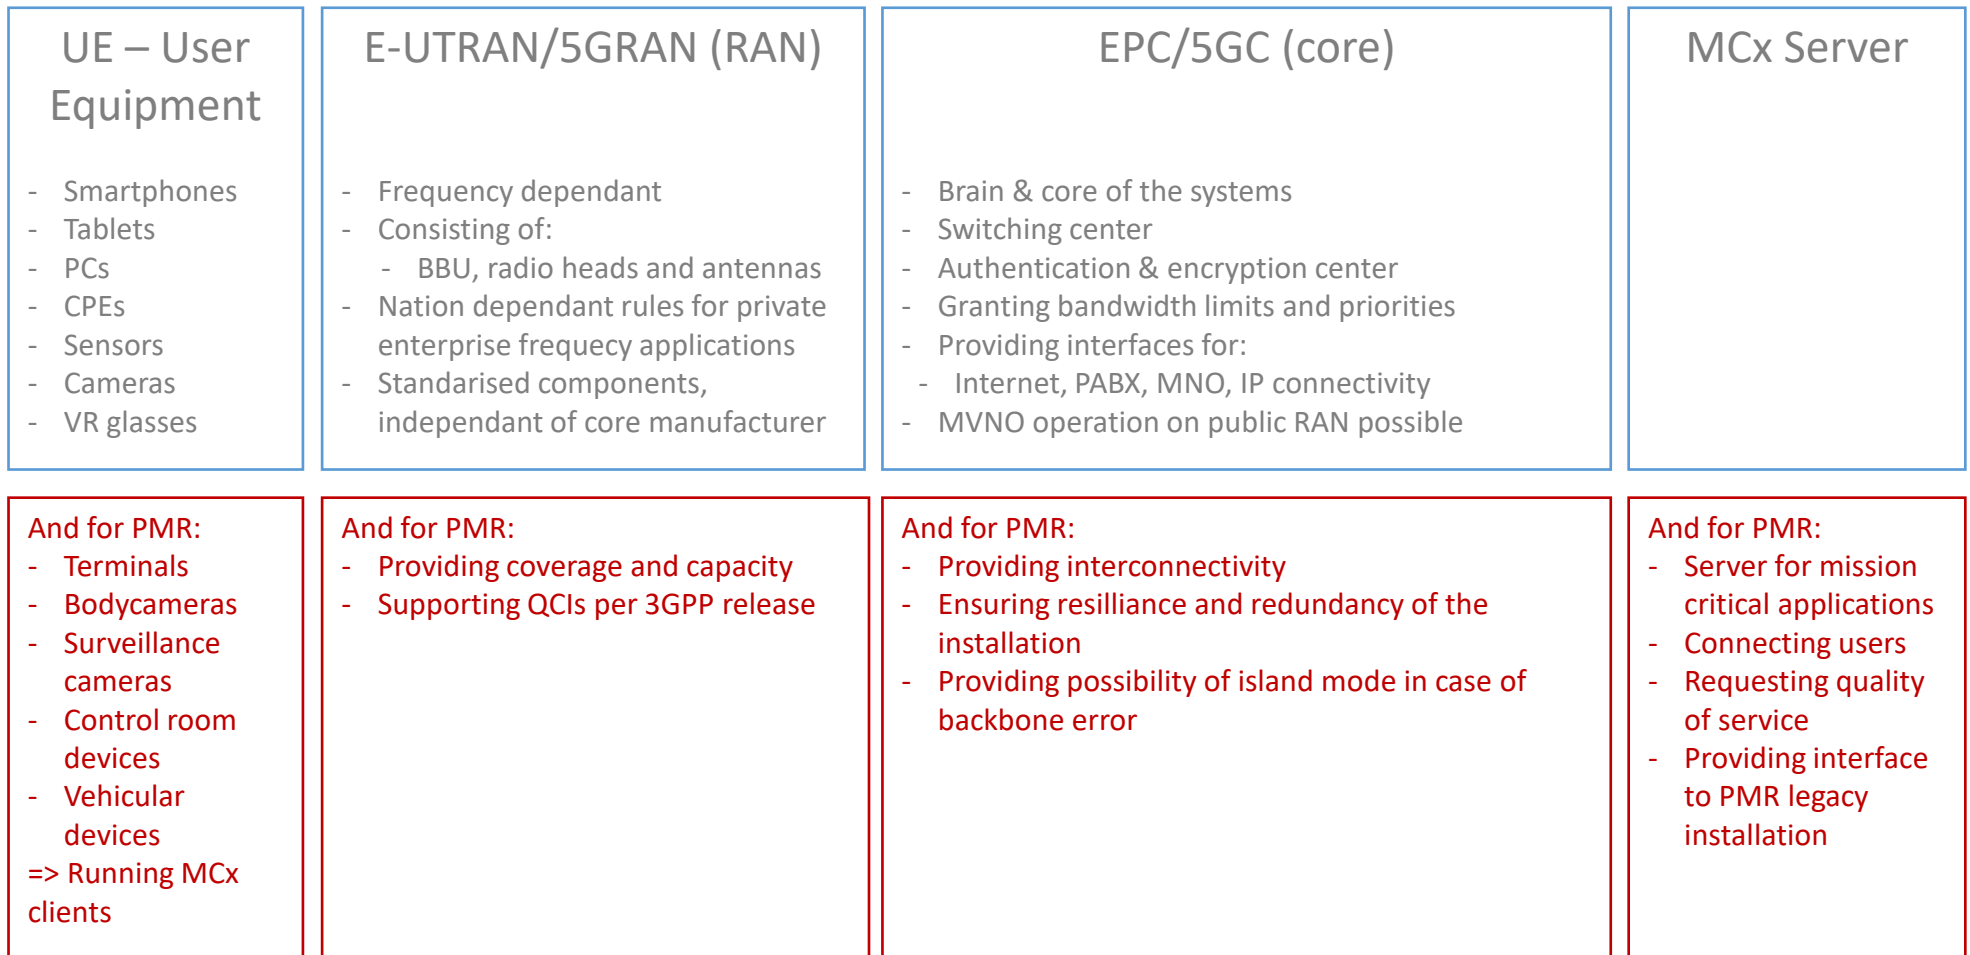 UE – User
Equipment
- Smartphones
- Tablets
- PCs
- CPEs
- Sensors
- Cameras
- VR glasses
E-UTRAN/5GRAN (RAN)
- Frequency dependant
- Consisting of:
- BBU, radio heads and antennas
- Nation dependant rules for private
enterprise frequecy applications
- Standarised components,
independant of core manufacturer
EPC/5GC (core)
- Brain & core of the systems
- Switching center
- Authentication & encryption center
- Granting bandwidth limits and priorities
- Providing interfaces for:
- Internet, PABX, MNO, IP connectivity
- MVNO operation on public RAN possible
MCx Server
And for PMR:
- Terminals
- Bodycameras
- Surveillance
cameras
- Control room
devices
- Vehicular
devices
=> Running MCx
clients
And for PMR:
- Providing coverage and capacity
- Supporting QCIs per 3GPP release
And for PMR:
- Providing interconnectivity
- Ensuring resilliance and redundancy of the
installation
- Providing possibility of island mode in case of
backbone error
And for PMR:
- Server for mission
critical applications
- Connecting users
- Requesting quality
of service
- Providing interface
to PMR legacy
installation